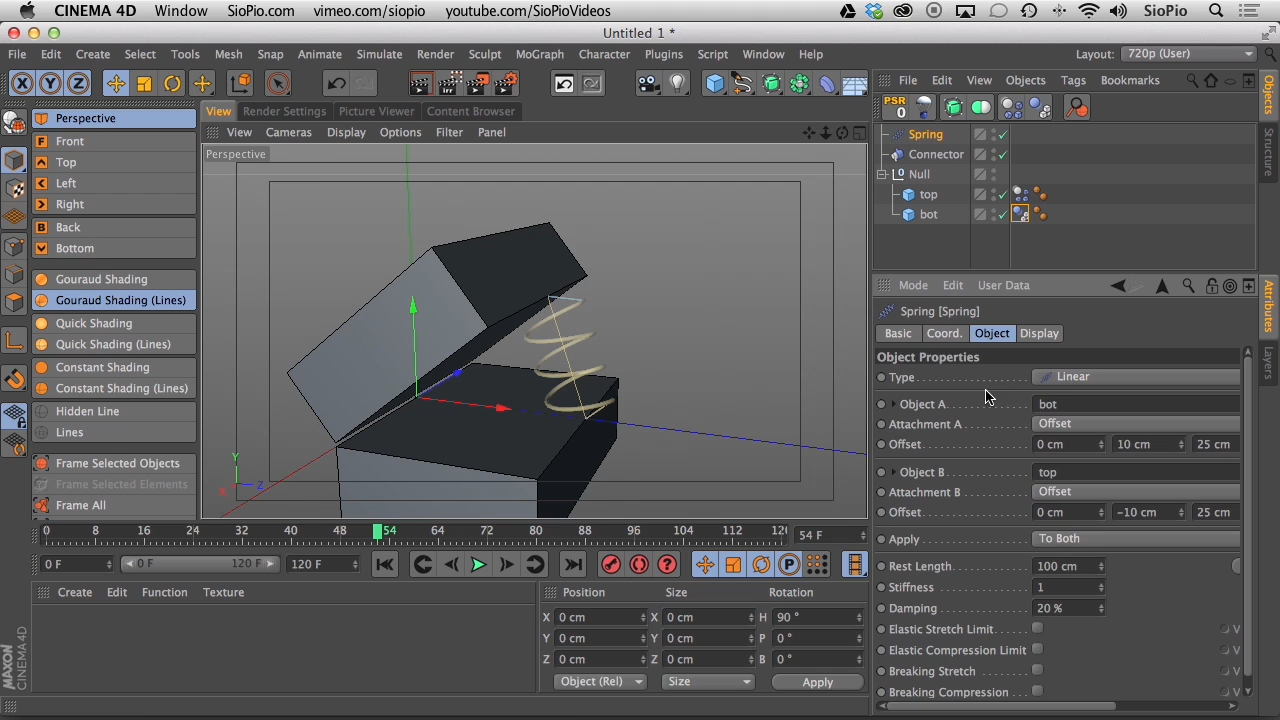 CINEMA 4D Window SioPio.com vimeo.com/siopio youtube.com/SioPioVideos SioPio
Untitled 1 *
File Edit Create Select Tools Mesh Snap Animate Simulate Render Sculpt MoGraph Character Plugins Script Window Help Layout: 720p (User)
X Y Z
File Edit View Objects Tags Bookmarks
PSR
0
View Render Settings Picture Viewer Content Browser
View Cameras Display Options Filter Panel
Perspective
Front
Top
Left
Right
Back
Bottom
Gouraud Shading
Gouraud Shading (Lines)
Quick Shading
Quick Shading (Lines)
Constant Shading
Constant Shading (Lines)
Hidden Line
Lines
Frame Selected Objects
Frame Selected Elements
Frame All
Perspective
Y
X
Z
Spring
Connector
Null
top
bot
Objects
Structure
Attributes
Layers
Mode Edit User Data
Spring [Spring]
Basic Coord. Object Display
Object Properties
Type Linear
Object A bot
Attachment A Offset
Offset 0 cm 10 cm 25 cm
Object B top
Attachment B Offset
Offset 0 cm -10 cm 25 cm
Apply To Both
Rest Length 100 cm
Stiffness 1
Damping 20 %
Elastic Stretch Limit V
Elastic Compression Limit V
Breaking Stretch V
Breaking Compression V
0 8 16 24 32 40 48 54 64 72 80 88 96 104 112 54 F
0 F 0 F 120 F 120 F
Create Edit Function Texture
Position Size Rotation
X 0 cm X 0 cm H 90 °
Y 0 cm Y 0 cm P 0 °
Z 0 cm Z 0 cm B 0 °
Object (Rel) Size Apply
MAXON
CINEMA 4D